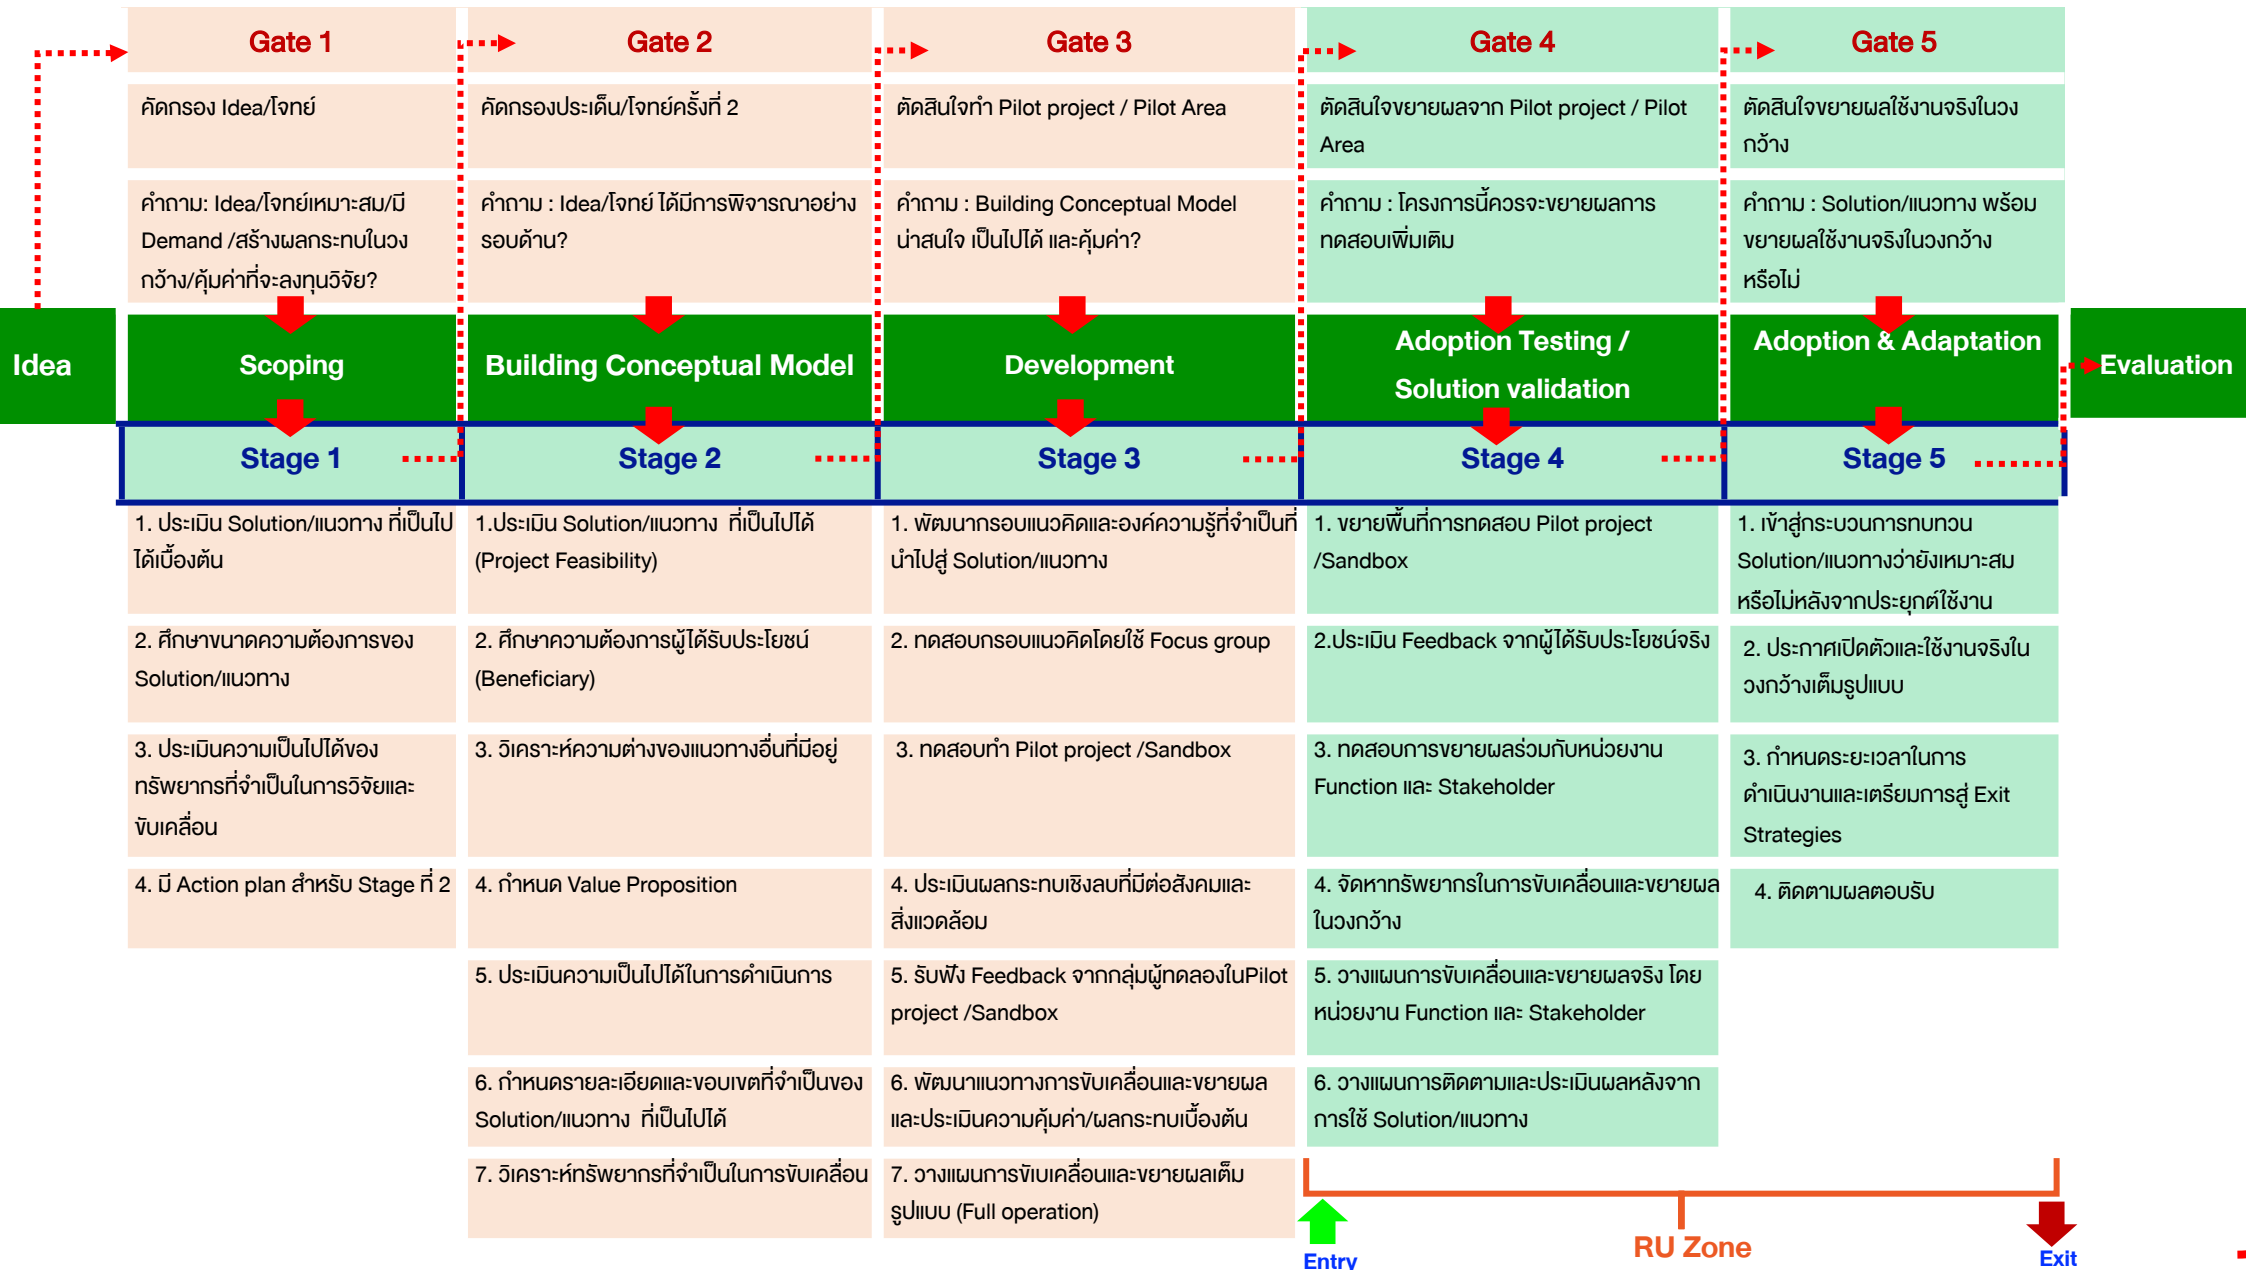 Gate 1
Gate 2
Gate 3
Gate 4
Gate 5
คัดกรอง Idea/โจทย์
คัดกรองประเด็น/โจทย์ครั้งที่ 2
ตัดสินใจทำ Pilot project / Pilot Area
ตัดสินใจขยายผลจาก Pilot project / Pilot
Area
ตัดสินใจขยายผลใช้งานจริงในวง
กว้าง
คำถาม: Idea/โจทย์เหมาะสม/มี
Demand /สร้างผลกระทบในวง
กว้าง/คุ้มค่าที่จะลงทุนวิจัย?
คำถาม : Idea/โจทย์ ได้มีการพิจารณาอย่าง
รอบด้าน?
คำถาม : Building Conceptual Model
น่าสนใจ เป็นไปได้ และคุ้มค่า?
คำถาม : โครงการนี้ควรจะขยายผลการ
ทดสอบเพิ่มเติม
คำถาม : Solution/แนวทาง พร้อม
ขยายผลใช้งานจริงในวงกว้าง
หรือไม่
Idea
Scoping
Building Conceptual Model
Development
Adoption Testing /
Solution validation
Adoption & Adaptation
Evaluation
Stage 1
Stage 2
Stage 3
Stage 4
Stage 5
1. ประเมิน Solution/แนวทาง ที่เป็นไป
ได้เบื้องต้น
1.ประเมิน Solution/แนวทาง ที่เป็นไปได้
(Project Feasibility)
1. พัฒนากรอบแนวคิดและองค์ความรู้ที่จำเป็นที่
นำไปสู่ Solution/แนวทาง
1. ขยายพื้นที่การทดสอบ Pilot project
/Sandbox
1. เข้าสู่กระบวนการทบทวน
Solution/แนวทางว่ายังเหมาะสม
หรือไม่หลังจากประยุกต์ใช้งาน
2. ศึกษาขนาดความต้องการของ
Solution/แนวทาง
2. ศึกษาความต้องการผู้ได้รับประโยชน์
(Beneficiary)
2. ทดสอบกรอบแนวคิดโดยใช้ Focus group
2.ประเมิน Feedback จากผู้ได้รับประโยชน์จริง
2. ประกาศเปิดตัวและใช้งานจริงใน
วงกว้างเต็มรูปแบบ
3. ประเมินความเป็นไปได้ของ
ทรัพยากรที่จำเป็นในการวิจัยและ
ขับเคลื่อน
3. วิเคราะห์ความต่างของแนวทางอื่นที่มีอยู่
3. ทดสอบทำ Pilot project /Sandbox
3. ทดสอบการขยายผลร่วมกับหน่วยงาน
Function และ Stakeholder
3. กำหนดระยะเวลาในการ
ดำเนินงานและเตรียมการสู่ Exit
Strategies
4. มี Action plan สำหรับ Stage ที่ 2
4. กำหนด Value Proposition
4. ประเมินผลกระทบเชิงลบที่มีต่อสังคมและ
สิ่งแวดล้อม
4. จัดหาทรัพยากรในการขับเคลื่อนและขยายผล
ในวงกว้าง
4. ติดตามผลตอบรับ
5. ประเมินความเป็นไปได้ในการดำเนินการ
5. รับฟัง Feedback จากกลุ่มผู้ทดลองในPilot
project /Sandbox
5. วางแผนการขับเคลื่อนและขยายผลจริง โดย
หน่วยงาน Function และ Stakeholder
6. กำหนดรายละเอียดและขอบเขตที่จำเป็นของ
Solution/แนวทาง ที่เป็นไปได้
6. พัฒนาแนวทางการขับเคลื่อนและขยายผล
และประเมินความคุ้มค่า/ผลกระทบเบื้องต้น
6. วางแผนการติดตามและประเมินผลหลังจาก
การใช้ Solution/แนวทาง
7. วิเคราะห์ทรัพยากรที่จำเป็นในการขับเคลื่อน
7. วางแผนการขับเคลื่อนและขยายผลเต็ม
รูปแบบ (Full operation)
Entry
RU Zone
Exit